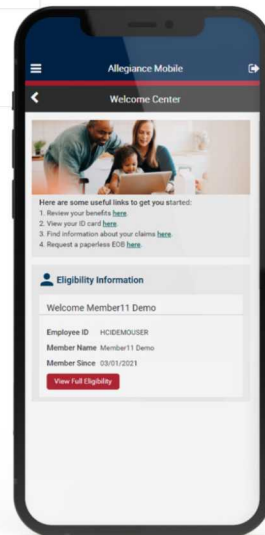 Allegiance Mobile
Welcome Center
Here are some useful links to get you started:
1. Review your benefits here.
2. View your ID card here.
3. Find information about your claims here.
4. Request a paperless EOB here.
Eligibility Information
Welcome Member11 Demo
Employee ID HCIDEMOUSER
Member Name Member11 Demo
Member Since 03/01/2021
View Full Eligibility